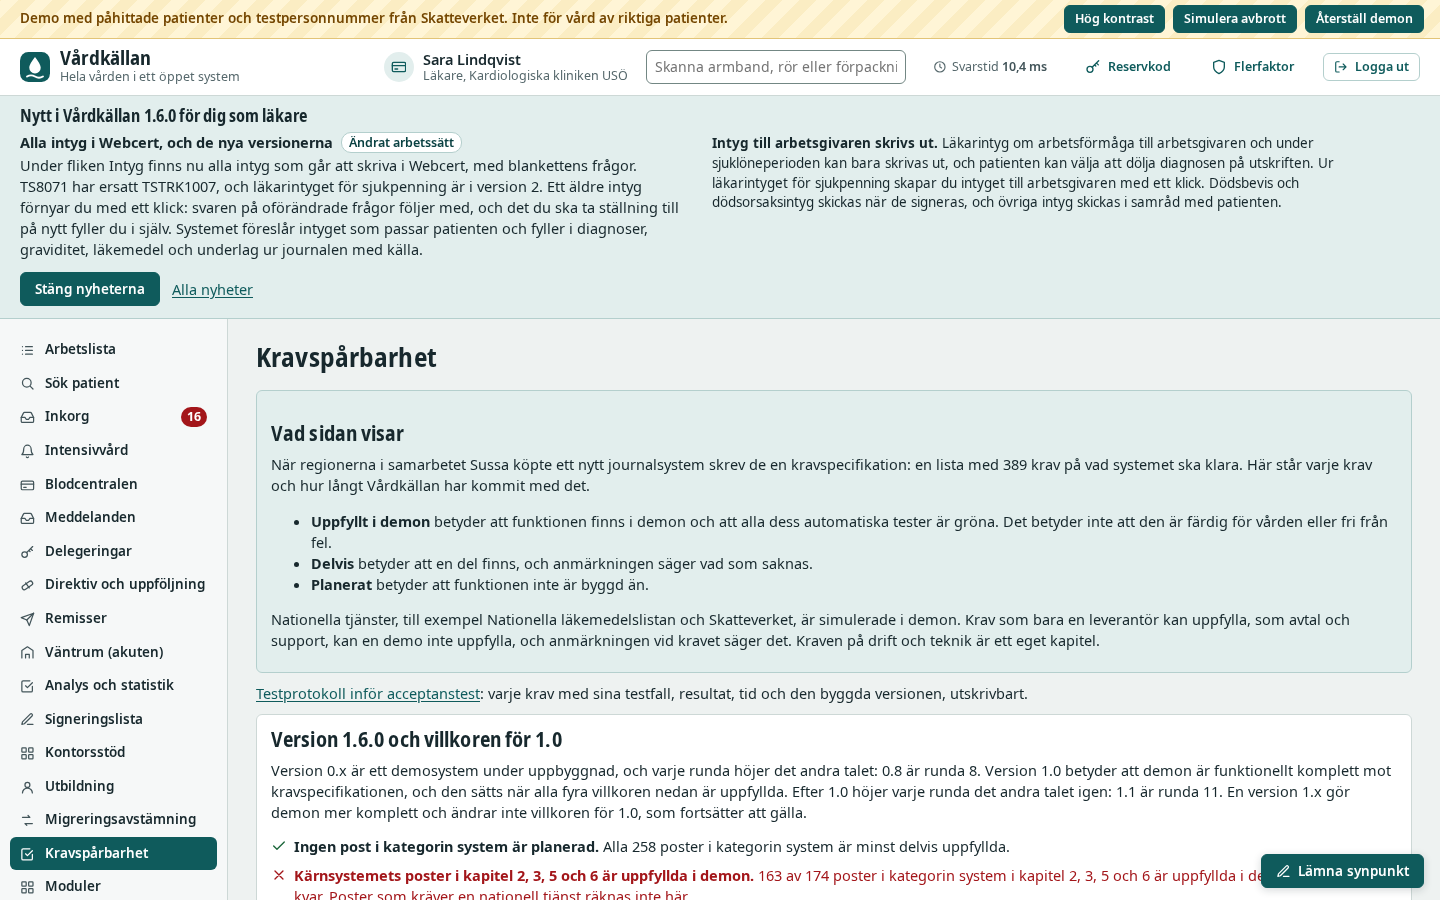 Demo med påhittade patienter och testpersonnummer från Skatteverket. Inte för vård av riktiga patienter.
Hög kontrast
Simulera avbrott
Återställ demon
Vårdkällan
Hela vården i ett öppet system
Sara Lindqvist
Läkare, Kardiologiska kliniken USÖ
Skanna armband, rör eller förpackni
Svarstid 10,4 ms
Reservkod
Flerfaktor
Logga ut
Nytt i Vårdkällan 1.6.0 för dig som läkare
Alla intyg i Webcert, och de nya versionerna
Ändrat arbetssätt
Under fliken Intyg finns nu alla intyg som går att skriva i Webcert, med blankettens frågor.
TS8071 har ersatt TSTRK1007, och läkarintyget för sjukpenning är i version 2. Ett äldre intyg
förnyar du med ett klick: svaren på oförändrade frågor följer med, och det du ska ta ställning till
på nytt fyller du i själv. Systemet föreslår intyget som passar patienten och fyller i diagnoser,
graviditet, läkemedel och underlag ur journalen med källa.
Intyg till arbetsgivaren skrivs ut. Läkarintyg om arbetsförmåga till arbetsgivaren och under
sjuklöneperioden kan bara skrivas ut, och patienten kan välja att dölja diagnosen på utskriften. Ur
läkarintyget för sjukpenning skapar du intyget till arbetsgivaren med ett klick. Dödsbevis och
dödsorsaksintyg skickas när de signeras, och övriga intyg skickas i samråd med patienten.
Stäng nyheterna
Alla nyheter
Arbetslista
Sök patient
Inkorg
16
Intensivvård
Blodcentralen
Meddelanden
Delegeringar
Direktiv och uppföljning
Remisser
Väntrum (akuten)
Analys och statistik
Signeringslista
Kontorsstöd
Utbildning
Migreringsavstämning
Kravspårbarhet
Moduler
Kravspårbarhet
Vad sidan visar
När regionerna i samarbetet Sussa köpte ett nytt journalsystem skrev de en kravspecifikation: en lista med 389 krav på vad systemet ska klara. Här står varje krav
och hur långt Vårdkällan har kommit med det.
Uppfyllt i demon betyder att funktionen finns i demon och att alla dess automatiska tester är gröna. Det betyder inte att den är färdig för vården eller fri från
fel.
Delvis betyder att en del finns, och anmärkningen säger vad som saknas.
Planerat betyder att funktionen inte är byggd än.
Nationella tjänster, till exempel Nationella läkemedelslistan och Skatteverket, är simulerade i demon. Krav som bara en leverantör kan uppfylla, som avtal och
support, kan en demo inte uppfylla, och anmärkningen vid kravet säger det. Kraven på drift och teknik är ett eget kapitel.
Testprotokoll inför acceptanstest: varje krav med sina testfall, resultat, tid och den byggda versionen, utskrivbart.
Version 1.6.0 och villkoren för 1.0
Version 0.x är ett demosystem under uppbyggnad, och varje runda höjer det andra talet: 0.8 är runda 8. Version 1.0 betyder att demon är funktionellt komplett mot
kravspecifikationen, och den sätts när alla fyra villkoren nedan är uppfyllda. Efter 1.0 höjer varje runda det andra talet igen: 1.1 är runda 11. En version 1.x gör
demon mer komplett och ändrar inte villkoren för 1.0, som fortsätter att gälla.
Ingen post i kategorin system är planerad. Alla 258 poster i kategorin system är minst delvis uppfyllda.
Kärnsystemets poster i kapitel 2, 3, 5 och 6 är uppfyllda i demon. 163 av 174 poster i kategorin system i kapitel 2, 3, 5 och 6 är uppfyllda i de
kvar. Poster som kräver en nationell tjänst räknas inte här.
Lämna synpunkt